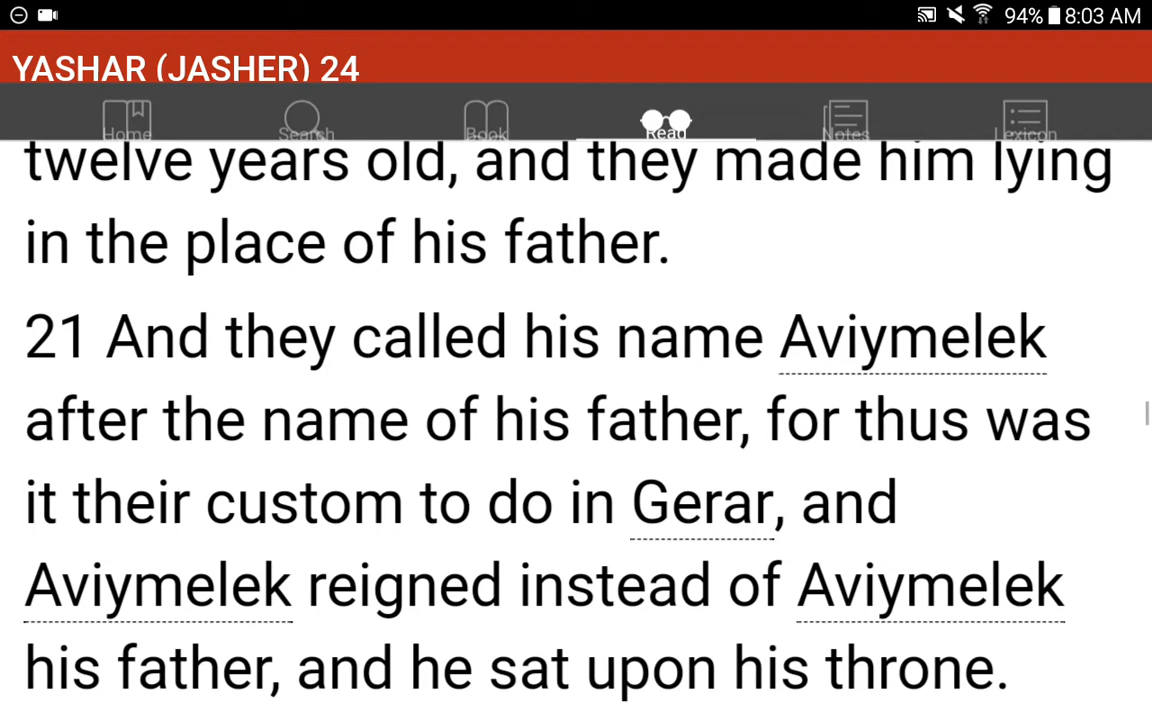 94% 8:03 AM
YASHAR (JASHER) 24
Home Search Book Read Notes Lexicon
twelve years old, and they made him lying
in the place of his father.
21 And they called his name Aviymelek
after the name of his father, for thus was
it their custom to do in Gerar, and
Aviymelek reigned instead of Aviymelek
his father, and he sat upon his throne.